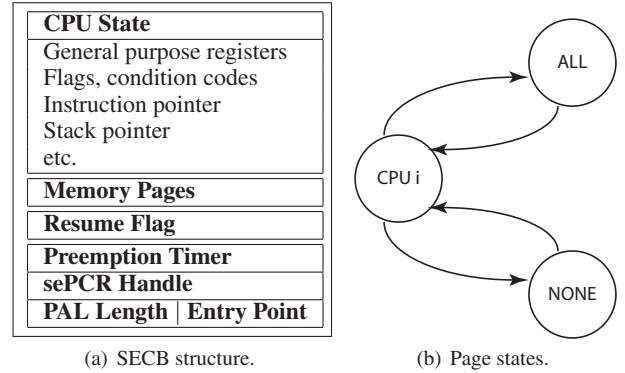 CPU State
General purpose registers
Flags, condition codes
Instruction pointer
Stack pointer
etc.
Memory Pages
Resume Flag
Preemption Timer
sePCR Handle
PAL Length | Entry Point
(a) SECB structure.
ALL
CPU i
NONE
(b) Page states.